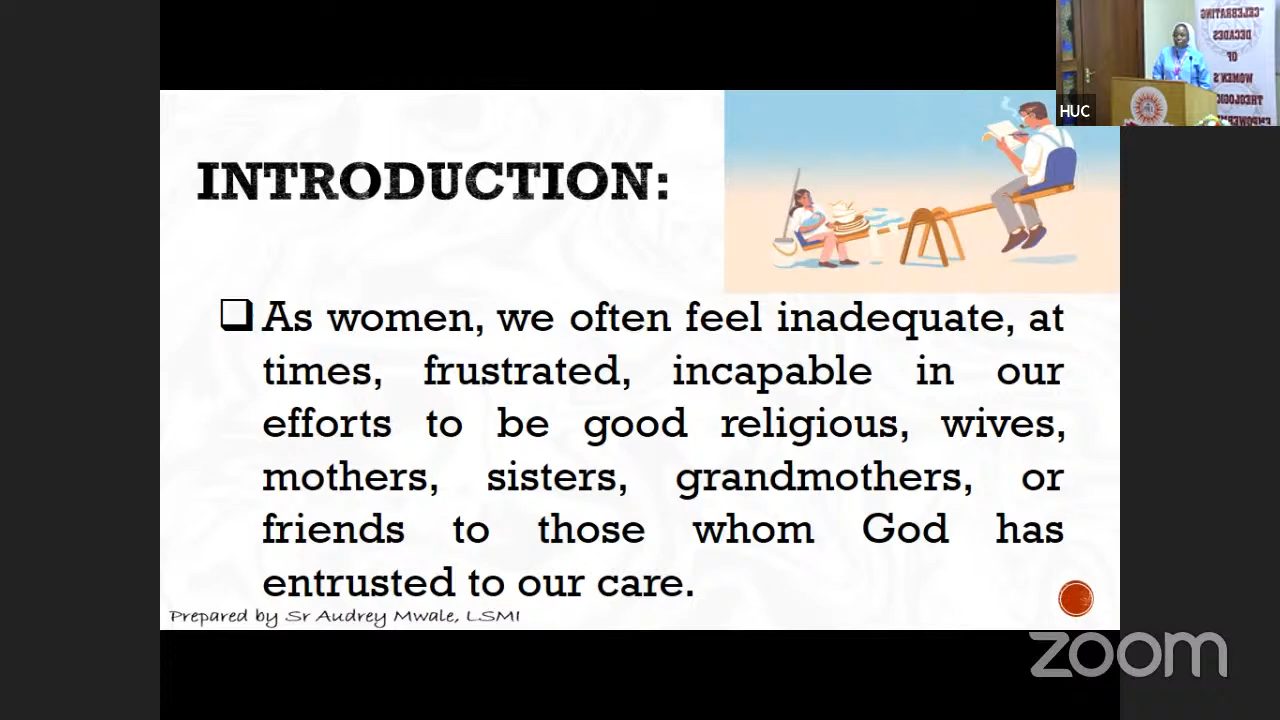 INTRODUCTION:
❑ As women, we often feel inadequate, at
times, frustrated, incapable in our
efforts to be good religious, wives,
mothers, sisters, grandmothers, or
friends to those whom God has
entrusted to our care.
Prepared by Sr Audrey Mwale, LSMI
HUC
"CELEBRATING
DECADES
OF
WOMEN'S
zoom